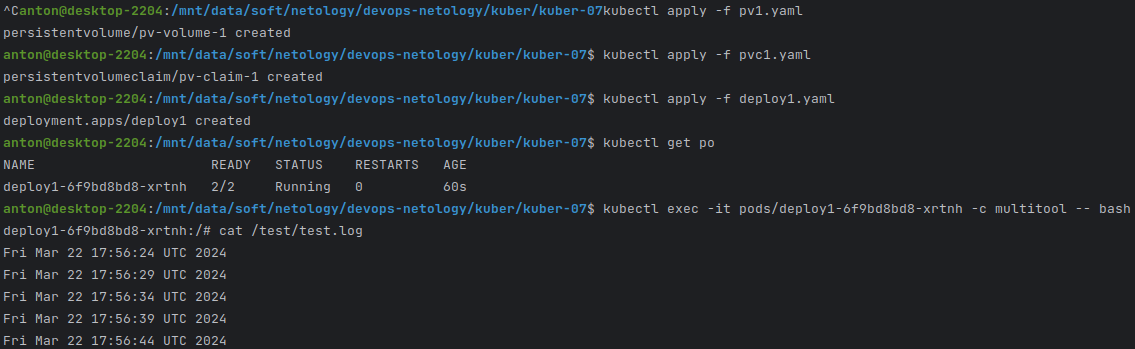 ^Canton@desktop-2204:/mnt/data/soft/netology/devops-netology/kuber/kuber-07kubectl apply -f pv1.yaml
persistentvolume/pv-volume-1 created
anton@desktop-2204:/mnt/data/soft/netology/devops-netology/kuber/kuber-07$ kubectl apply -f pvc1.yaml
persistentvolumeclaim/pv-claim-1 created
anton@desktop-2204:/mnt/data/soft/netology/devops-netology/kuber/kuber-07$ kubectl apply -f deploy1.yaml
deployment.apps/deploy1 created
anton@desktop-2204:/mnt/data/soft/netology/devops-netology/kuber/kuber-07$ kubectl get po
NAME                      READY   STATUS    RESTARTS   AGE
deploy1-6f9bd8bd8-xrtnh   2/2     Running   0          60s
anton@desktop-2204:/mnt/data/soft/netology/devops-netology/kuber/kuber-07$ kubectl exec -it pods/deploy1-6f9bd8bd8-xrtnh -c multitool -- bash
deploy1-6f9bd8bd8-xrtnh:/# cat /test/test.log
Fri Mar 22 17:56:24 UTC 2024
Fri Mar 22 17:56:29 UTC 2024
Fri Mar 22 17:56:34 UTC 2024
Fri Mar 22 17:56:39 UTC 2024
Fri Mar 22 17:56:44 UTC 2024